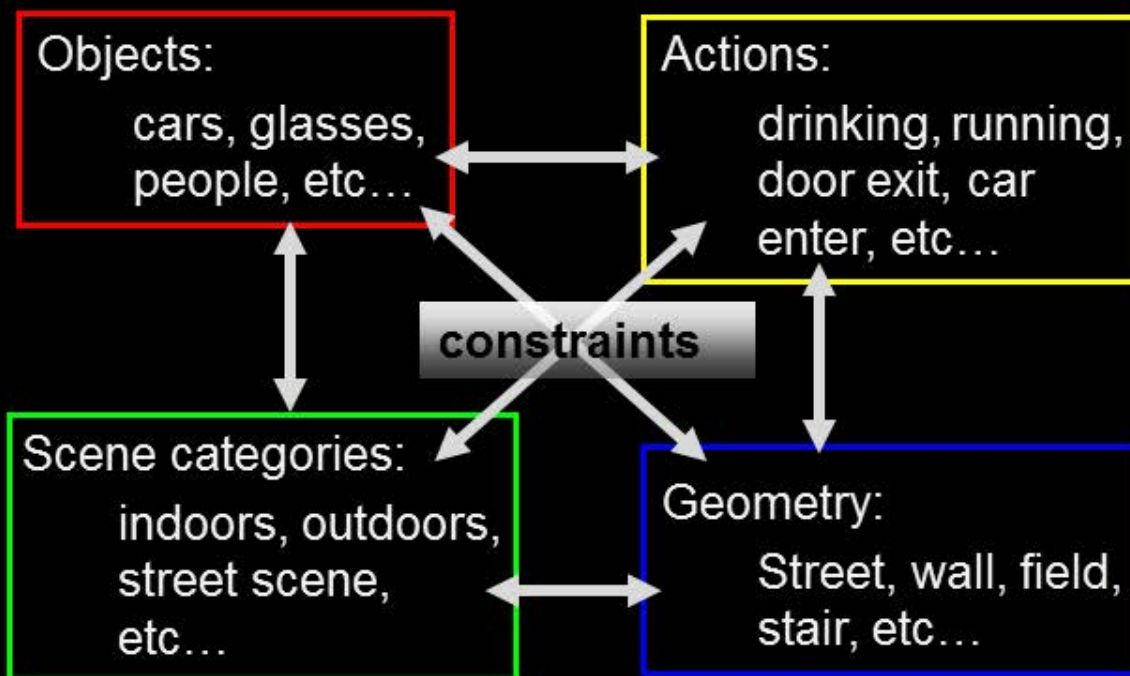 Objects:
cars, glasses,
people, etc…
Actions:
drinking, running,
door exit, car
enter, etc…
constraints
Scene categories:
indoors, outdoors,
street scene,
etc…
Geometry:
Street, wall, field,
stair, etc…